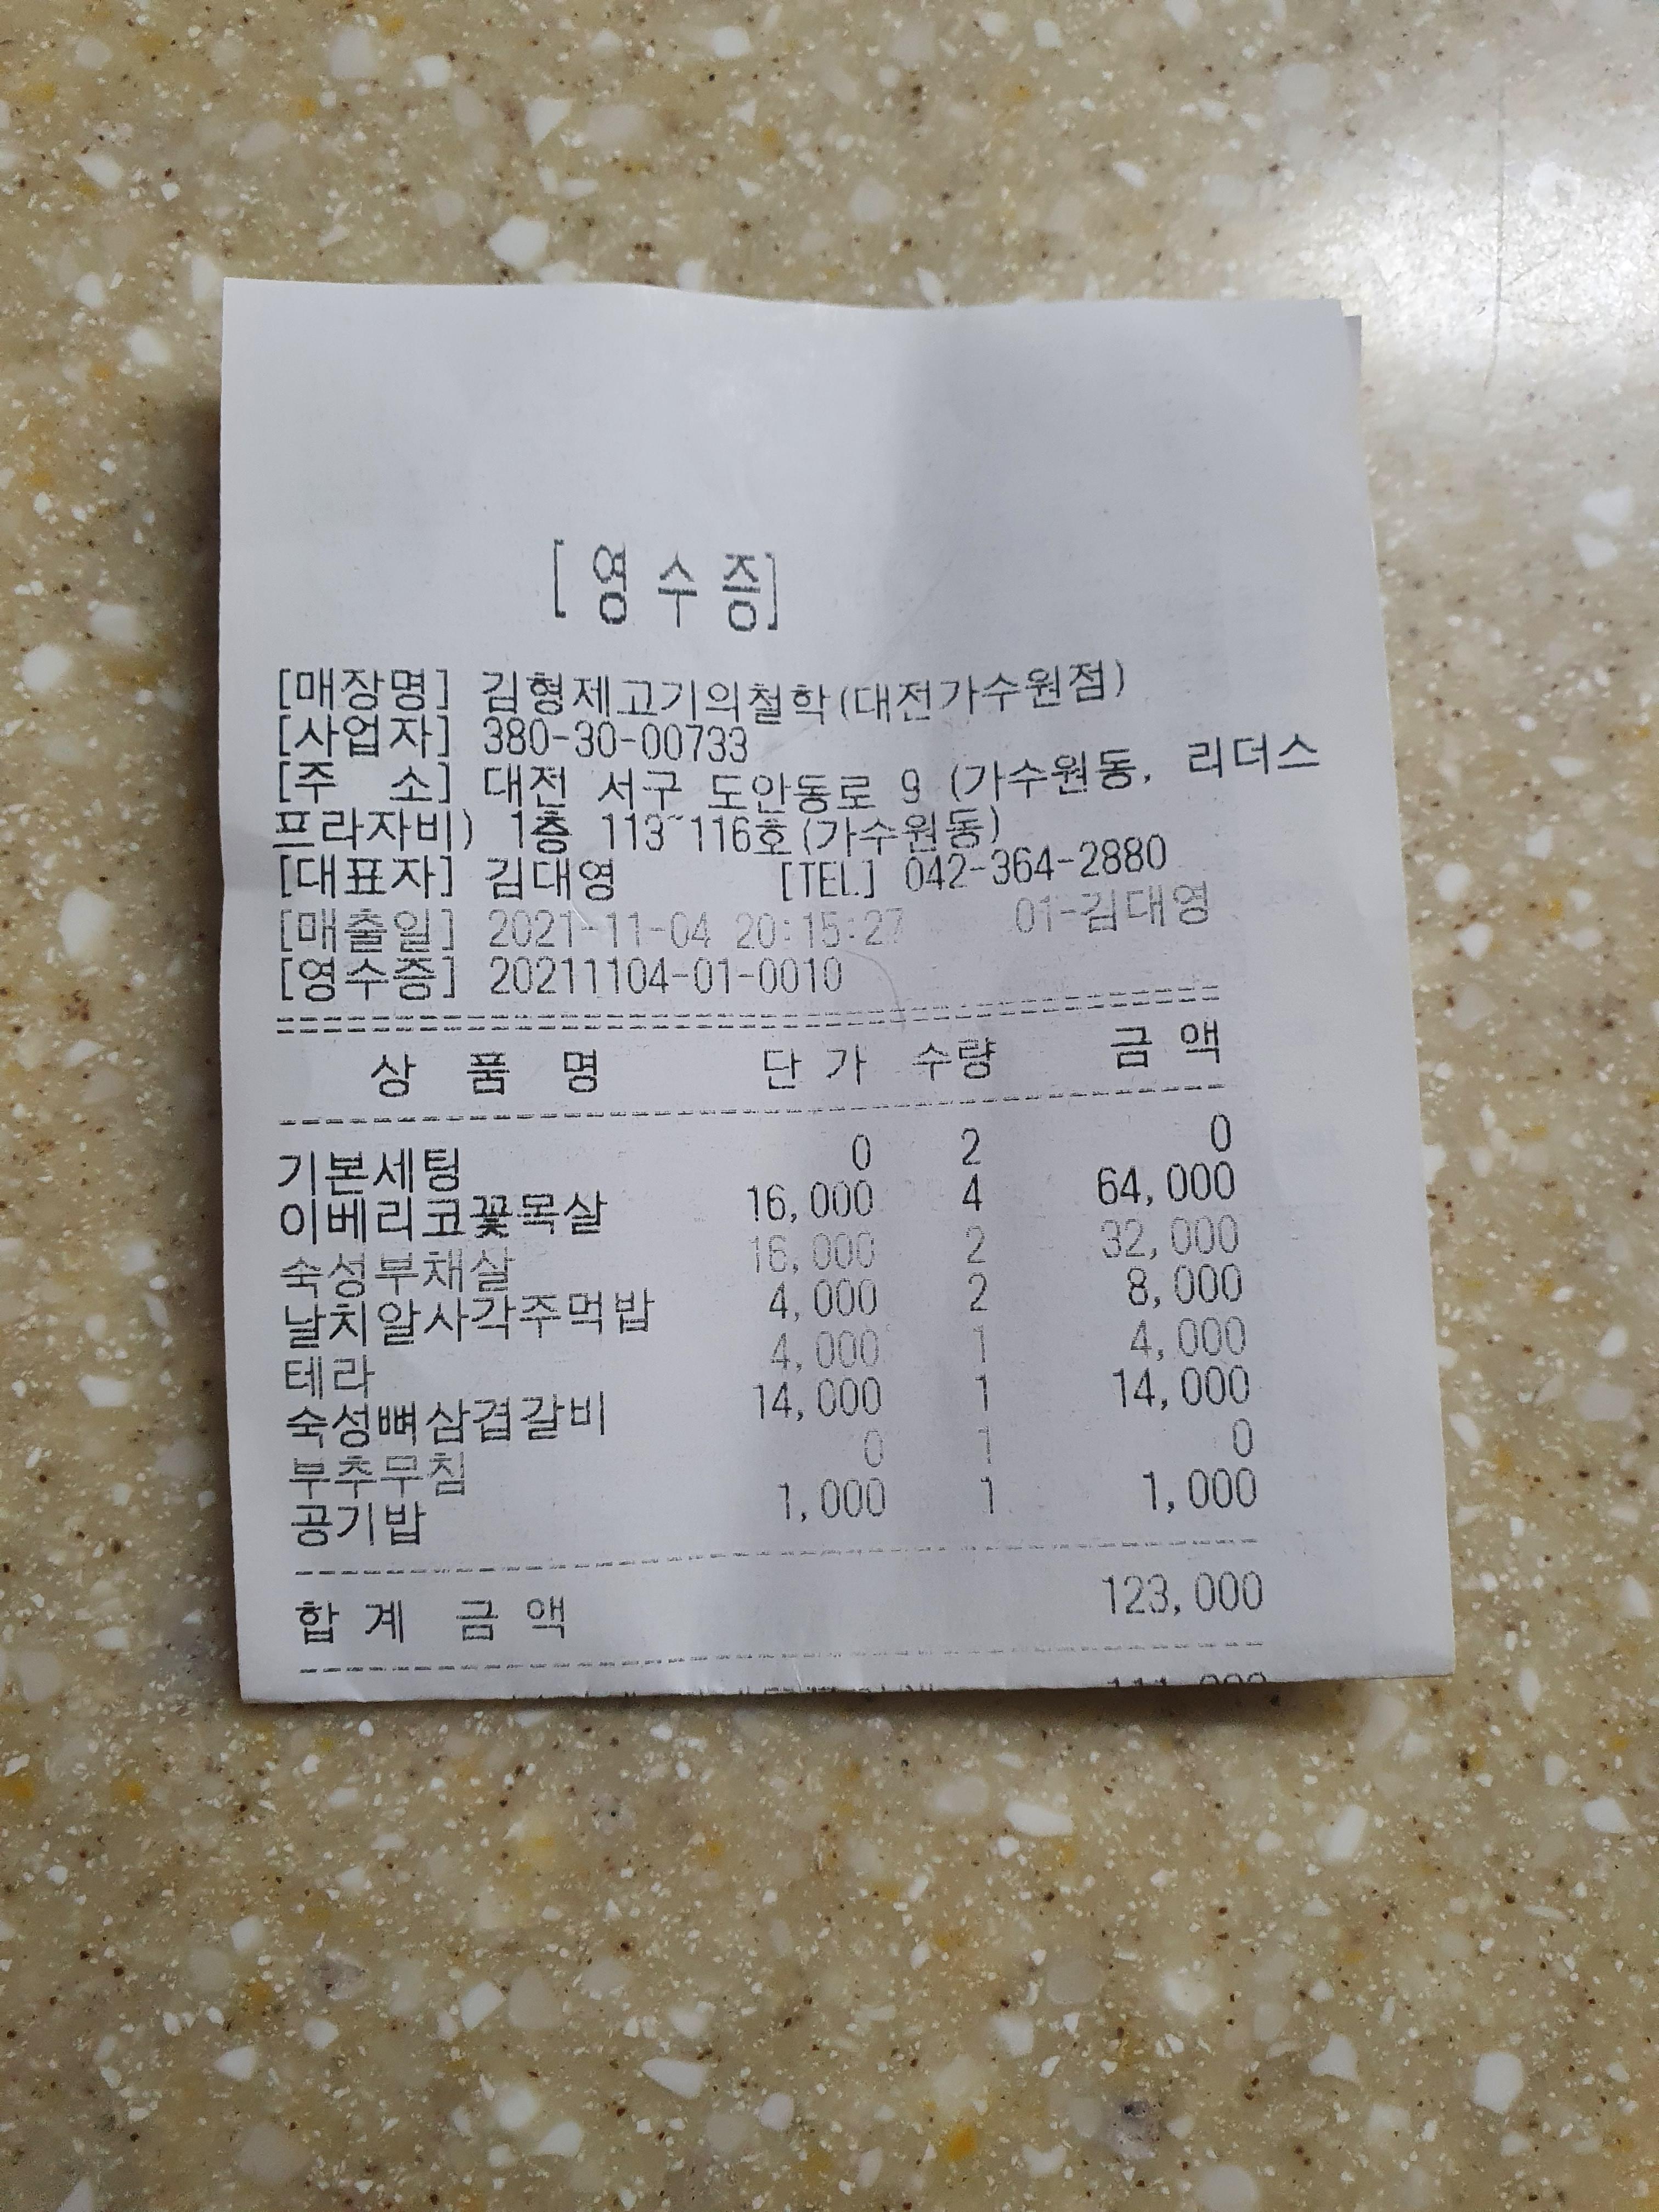 [ 영 수 증]
[매장명] 김형제고기의철학(대전가수원점)
[사업자] 380-30-00733
[주 소] 대전 서구 도안동로 9 (가수원동, 리더스
프라자비) 1층 113~116호(가수원동)
[대표자] 김대영 [TEL] 042-364-2880
[매출일] 2021-11-04 20:15:27 01-김대영
[영수증] 20211104-01-0010
상 품 명 단 가 수량 금 액
기본세팅 0 2 0
이베리코꽃목살 16,000 4 64,000
숙성부채살 16,000 2 32,000
날치알사각주먹밥 4,000 2 8,000
테라 4,000 1 4,000
숙성뼈삼겹갈비 14,000 1 14,000
부추무침 0 1 0
공기밥 1,000 1 1,000
합 계 금 액 123,000